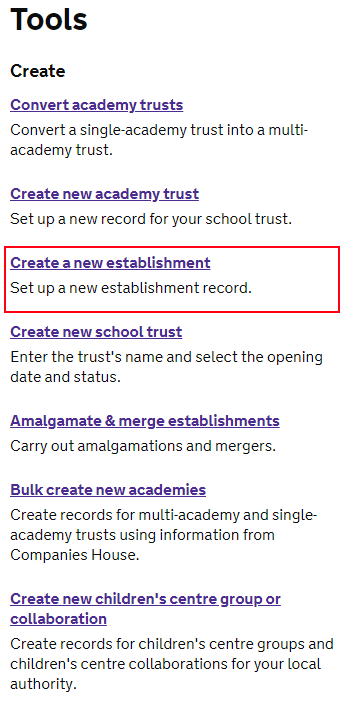 Tools
Create
Convert academy trusts
Convert a single-academy trust into a multi-
academy trust.
Create new academy trust
Set up a new record for your school trust.
Create a new establishment
Set up a new establishment record.
Create new school trust
Enter the trust's name and select the opening
date and status.
Amalgamate & merge establishments
Carry out amalgamations and mergers.
Bulk create new academies
Create records for multi-academy and single-
academy trusts using information from
Companies House.
Create new children's centre group or
collaboration
Create records for children's centre groups and
children's centre collaborations for your local
authority.